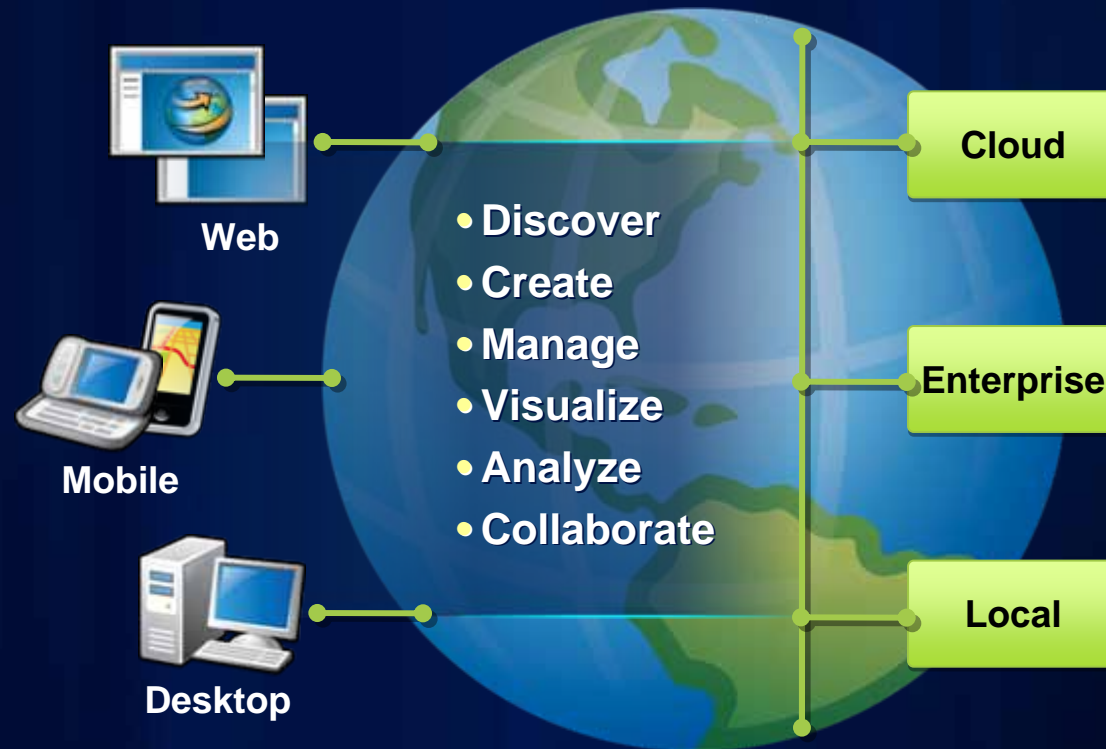 Web
Mobile
Desktop
• Discover
• Create
• Manage
• Visualize
• Analyze
• Collaborate
Cloud
Enterprise
Local